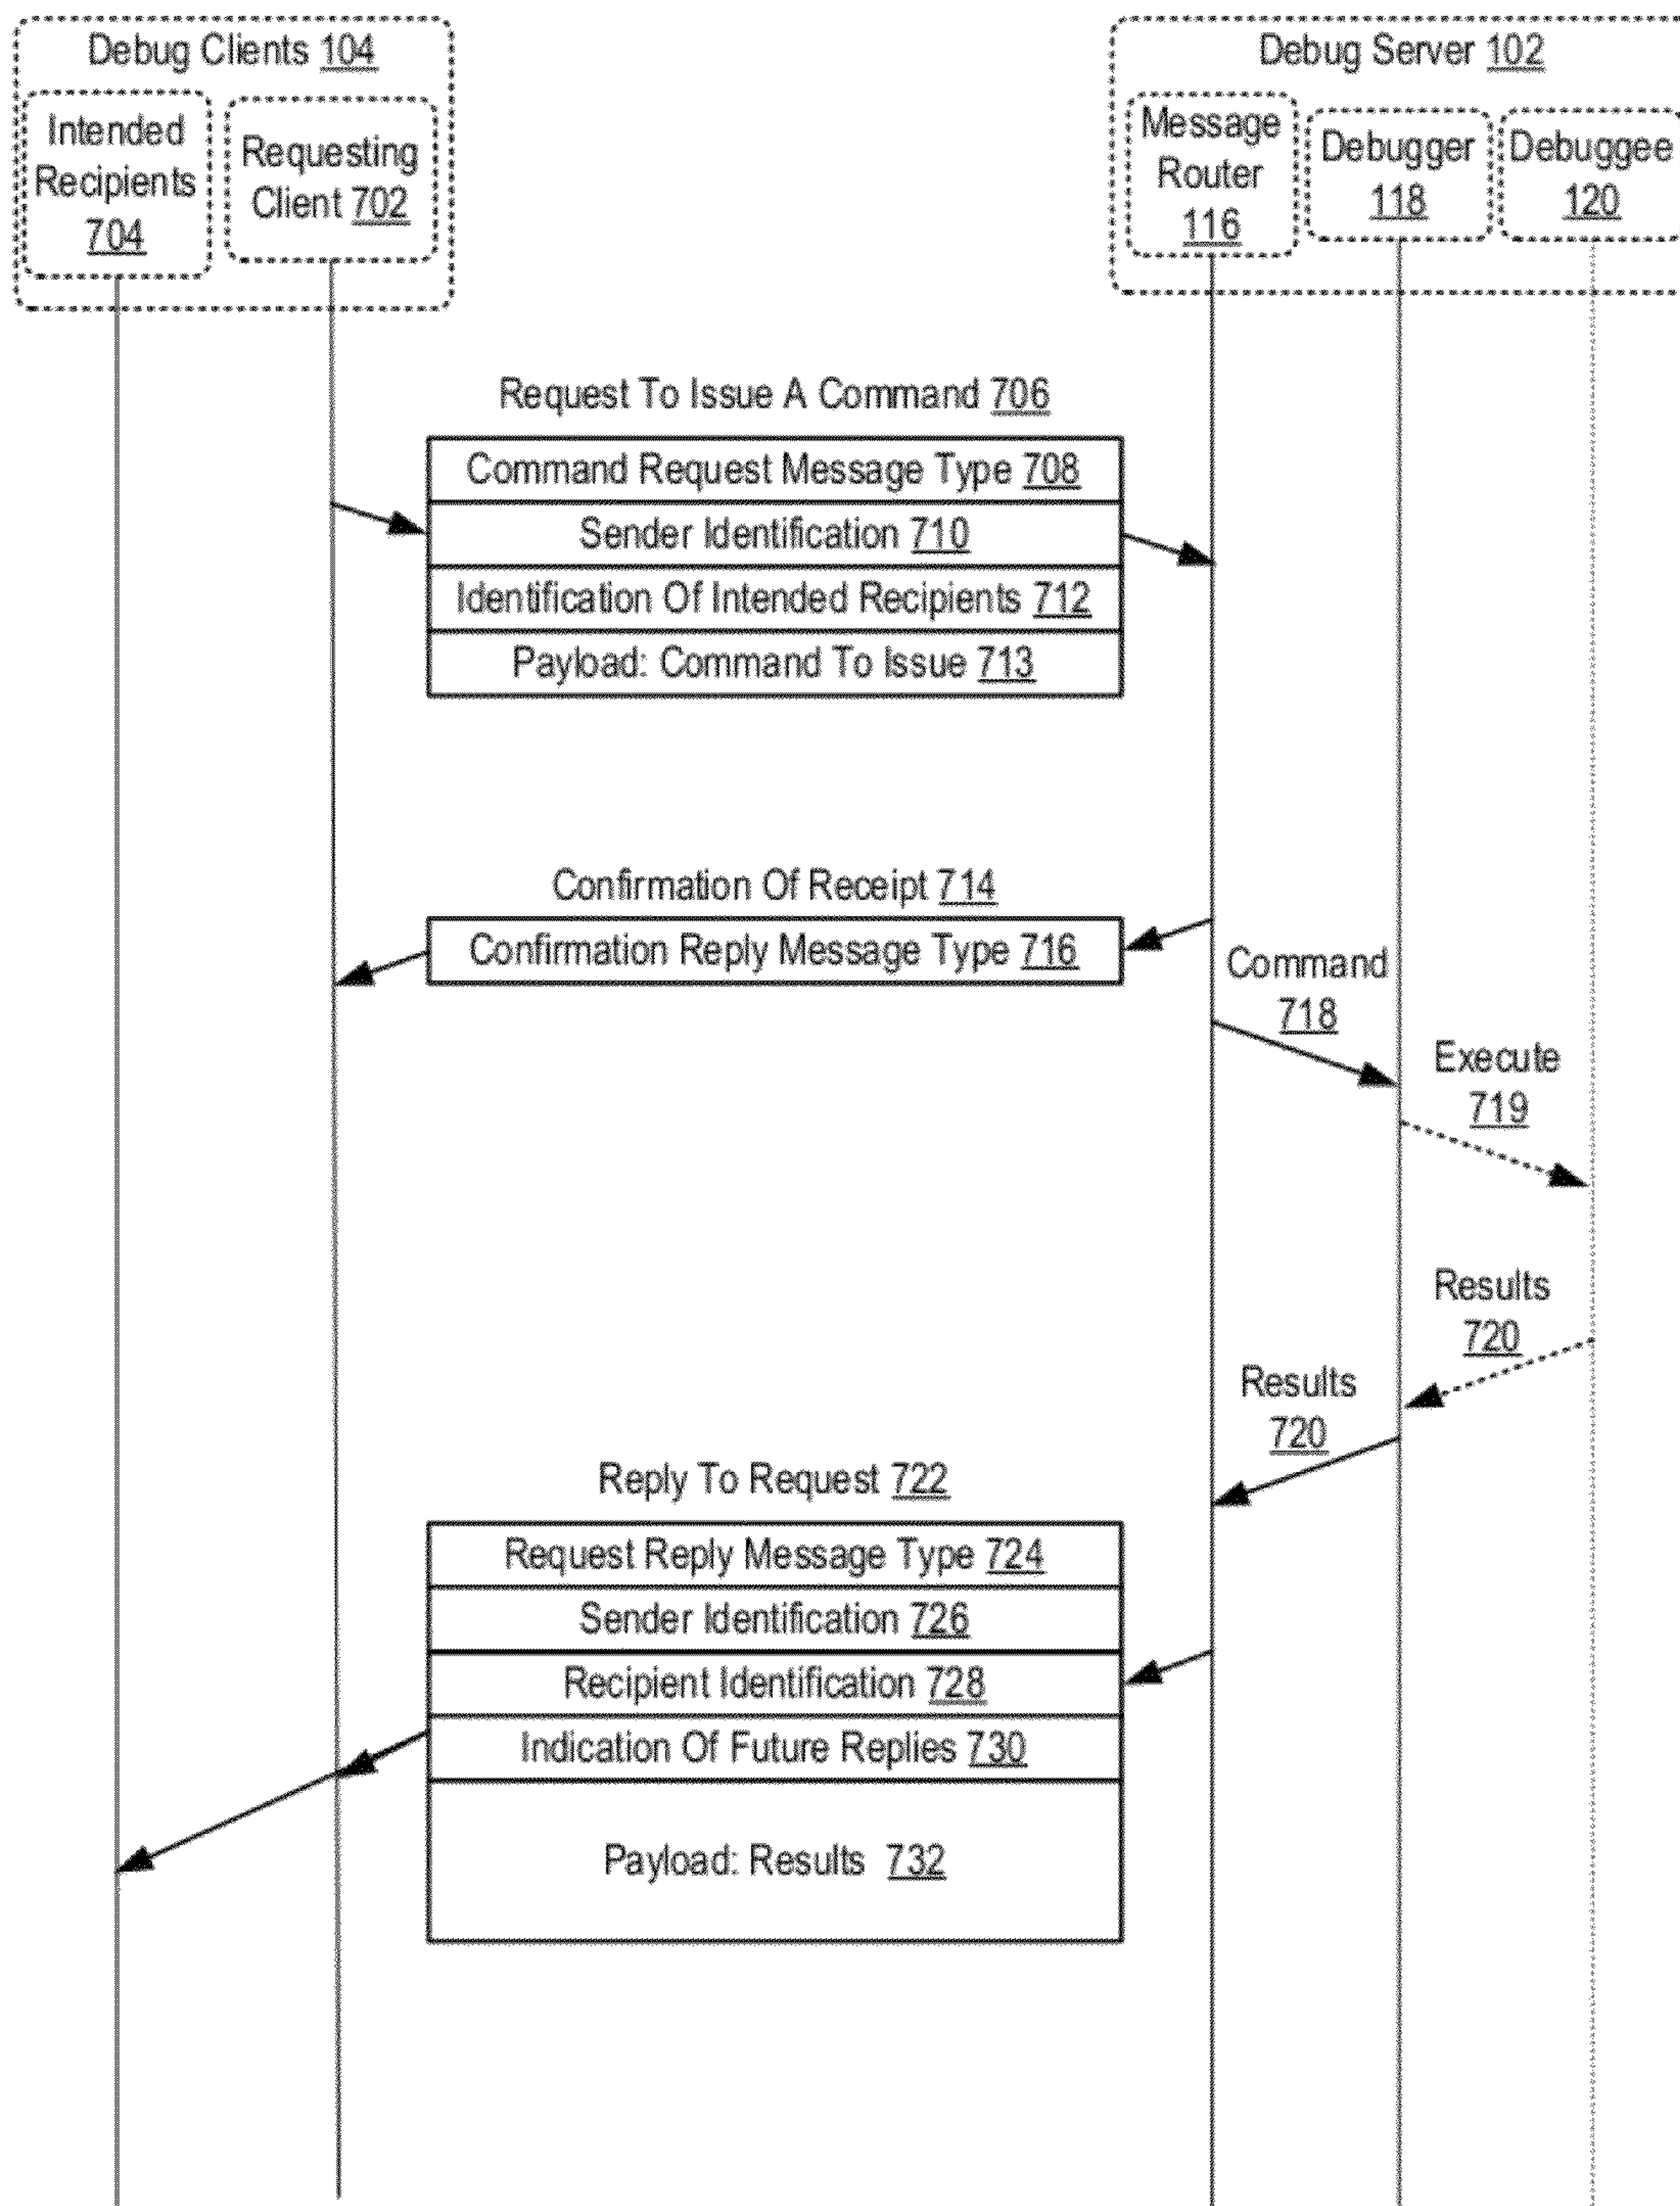 Debug Clients 104
Intended
Recipients
704
Requesting
Client 702
Debug Server 102
Message
Router
116
Debugger
118
Debuggee
120
Request To Issue A Command 706
Command Request Message Type 708
Sender Identification 710
Identification Of Intended Recipients 712
Payload: Command To Issue 713
Confirmation Of Receipt 714
Confirmation Reply Message Type 716
Command
718
Execute
719
Results
720
Results
720
Reply To Request 722
Request Reply Message Type 724
Sender Identification 726
Recipient Identification 728
Indication Of Future Replies 730
Payload: Results 732